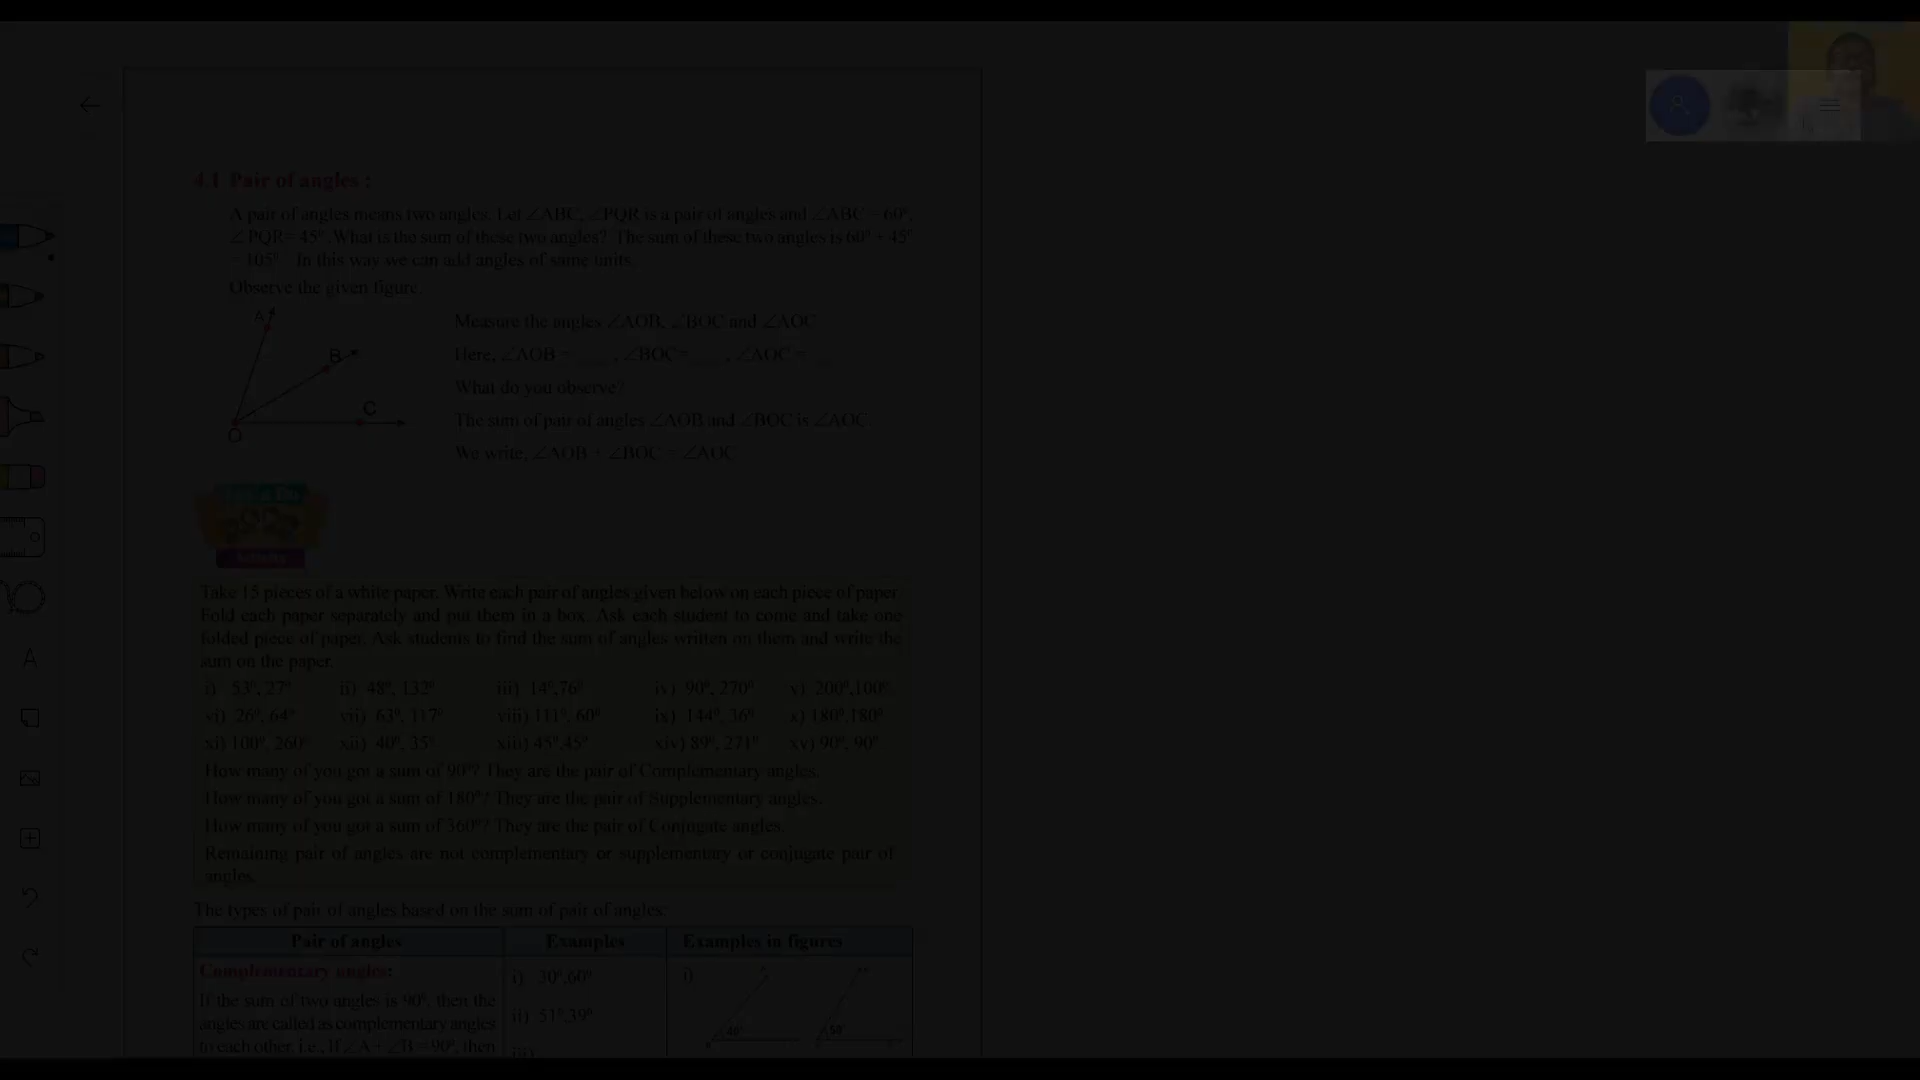 4.1 Pair of angles :
A pair of angles means two angles. Let ∠ABC, ∠PQR is a pair of angles and ∠ABC = 60⁰,
∠PQR= 45⁰. What is the sum of these two angles? The sum of these two angles is 60⁰ + 45⁰
= 105⁰. In this way we can add angles of same units.
Observe the given figure.
A
B
C
O
Measure the angles ∠AOB, ∠BOC and ∠AOC
Here, ∠AOB = ___ , ∠BOC= ___ , ∠AOC = __
What do you observe?
The sum of pair of angles ∠AOB and ∠BOC is ∠AOC
We write, ∠AOB + ∠BOC = ∠AOC
Activity
Take 15 pieces of a white paper. Write each pair of angles given below on each piece of paper.
Fold each paper separately and put them in a box. Ask each student to come and take one
folded piece of paper. Ask students to find the sum of angles written on them and write the
sum on the paper.
i) 53⁰, 27⁰ ii) 48⁰, 132⁰ iii) 14⁰,76⁰ iv) 90⁰, 270⁰ v) 200⁰,100⁰
vi) 26⁰, 64⁰ vii) 63⁰, 117⁰ viii) 111⁰, 60⁰ ix) 144⁰, 36⁰ x) 180⁰,180⁰
xi) 100⁰, 260⁰ xii) 40⁰, 35⁰ xiii) 45⁰,45⁰ xiv) 89⁰, 271⁰ xv) 90⁰, 90⁰
How many of you got a sum of 90⁰? They are the pair of Complementary angles.
How many of you got a sum of 180⁰? They are the pair of Supplementary angles.
How many of you got a sum of 360⁰? They are the pair of Conjugate angles.
Remaining pair of angles are not complementary or supplementary or conjugate pair of
angles.
The types of pair of angles based on the sum of pair of angles:
Pair of angles Examples Examples in figures
Complementary angles:
If the sum of two angles is 90⁰, then the
angles are called as complementary angles
to each other. i.e., If ∠A + ∠B = 90⁰, then
i) 30⁰,60⁰
ii) 51⁰,39⁰
iii)
i)
40⁰
50⁰
A